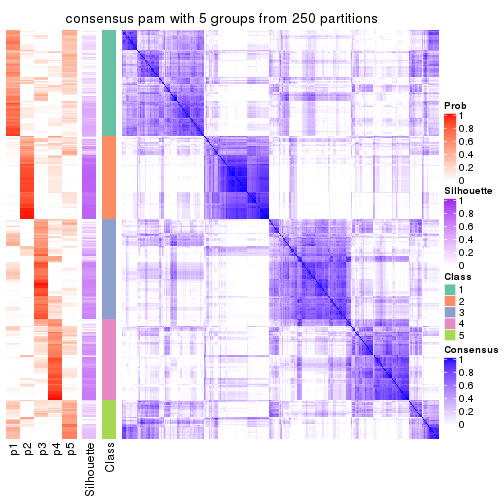 consensus pam with 5 groups from 250 partitions
Prob
1
0.8
0.6
0.4
0.2
0
Silhouette
1
0.8
0.6
0.4
0.2
0
Class
1
2
3
4
5
Consensus
1
0.8
0.6
0.4
0.2
0
p1
p2
p3
p4
p5
Silhouette
Class